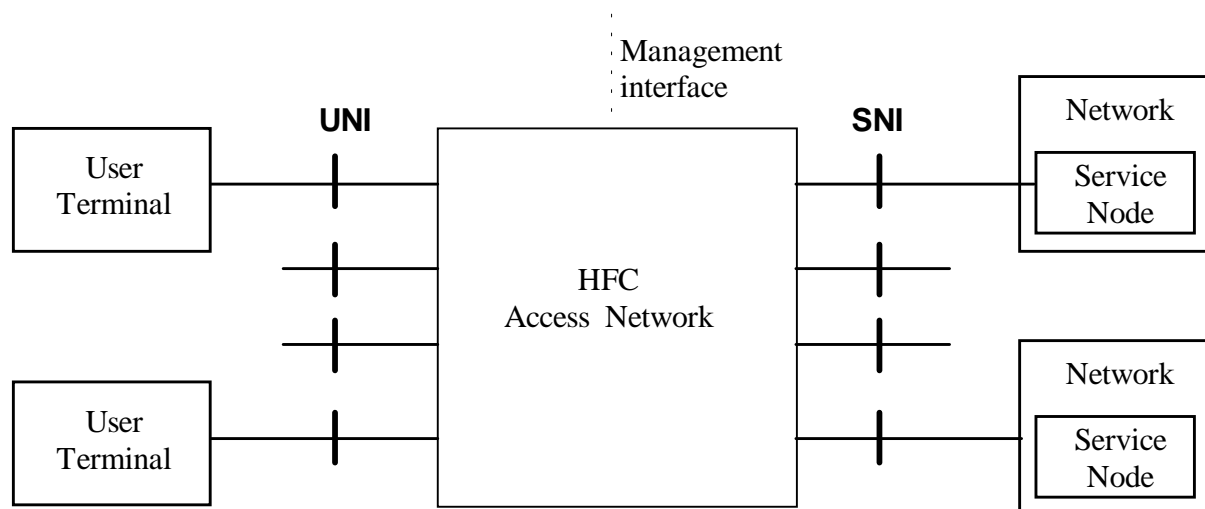 Management
interface
UNI
SNI
Network
User
Terminal
Service
Node
HFC
Access Network
Network
User
Terminal
Service
Node